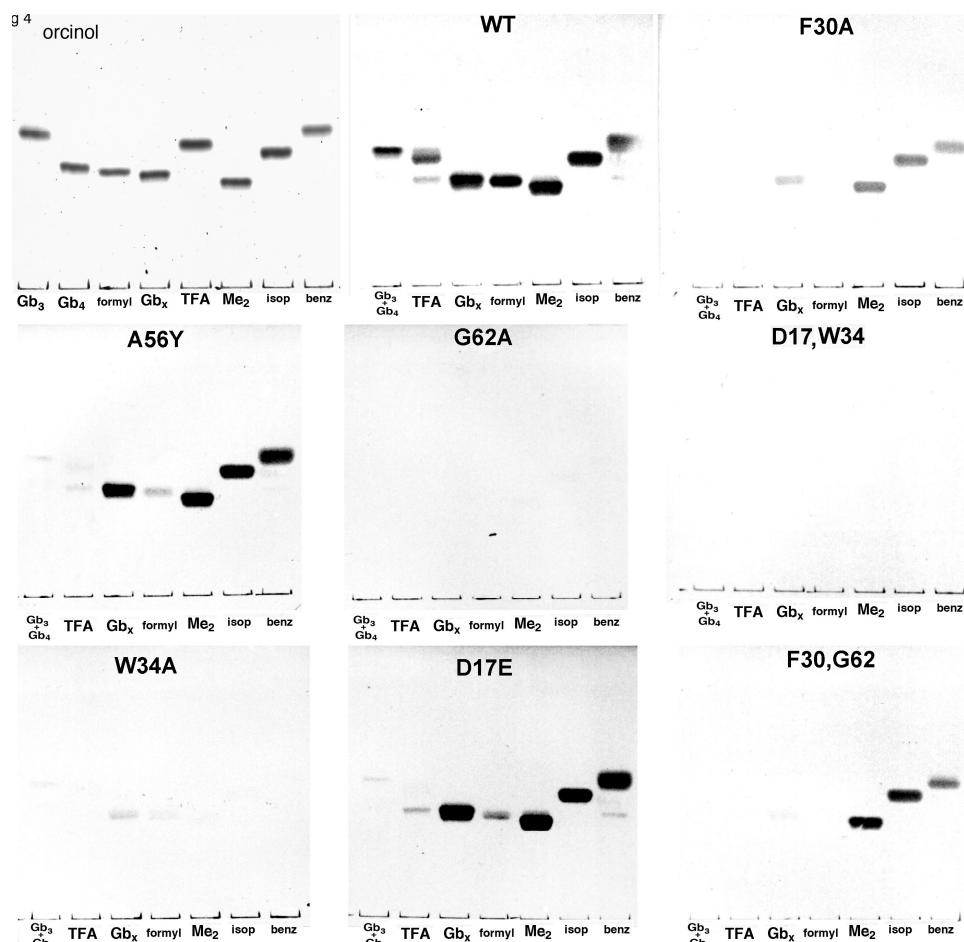 g 4
orcinol
WT
F30A
Gb3 Gb4 formyl Gbx TFA Me2 isop benz
Gb3 + Gb4 TFA Gbx formyl Me2 isop benz
Gb3 + Gb4 TFA Gbx formyl Me2 isop benz
A56Y
G62A
D17,W34
Gb3 + Gb4 TFA Gbx formyl Me2 isop benz
Gb3 + Gb4 TFA Gbx formyl Me2 isop benz
Gb3 + Gb4 TFA Gbx formyl Me2 isop benz
W34A
D17E
F30,G62
Gb3 + TFA Gbx formyl Me2 isop benz
Gb3 + TFA Gbx formyl Me2 isop benz
Gb3 + TFA Gbx formyl Me2 isop benz